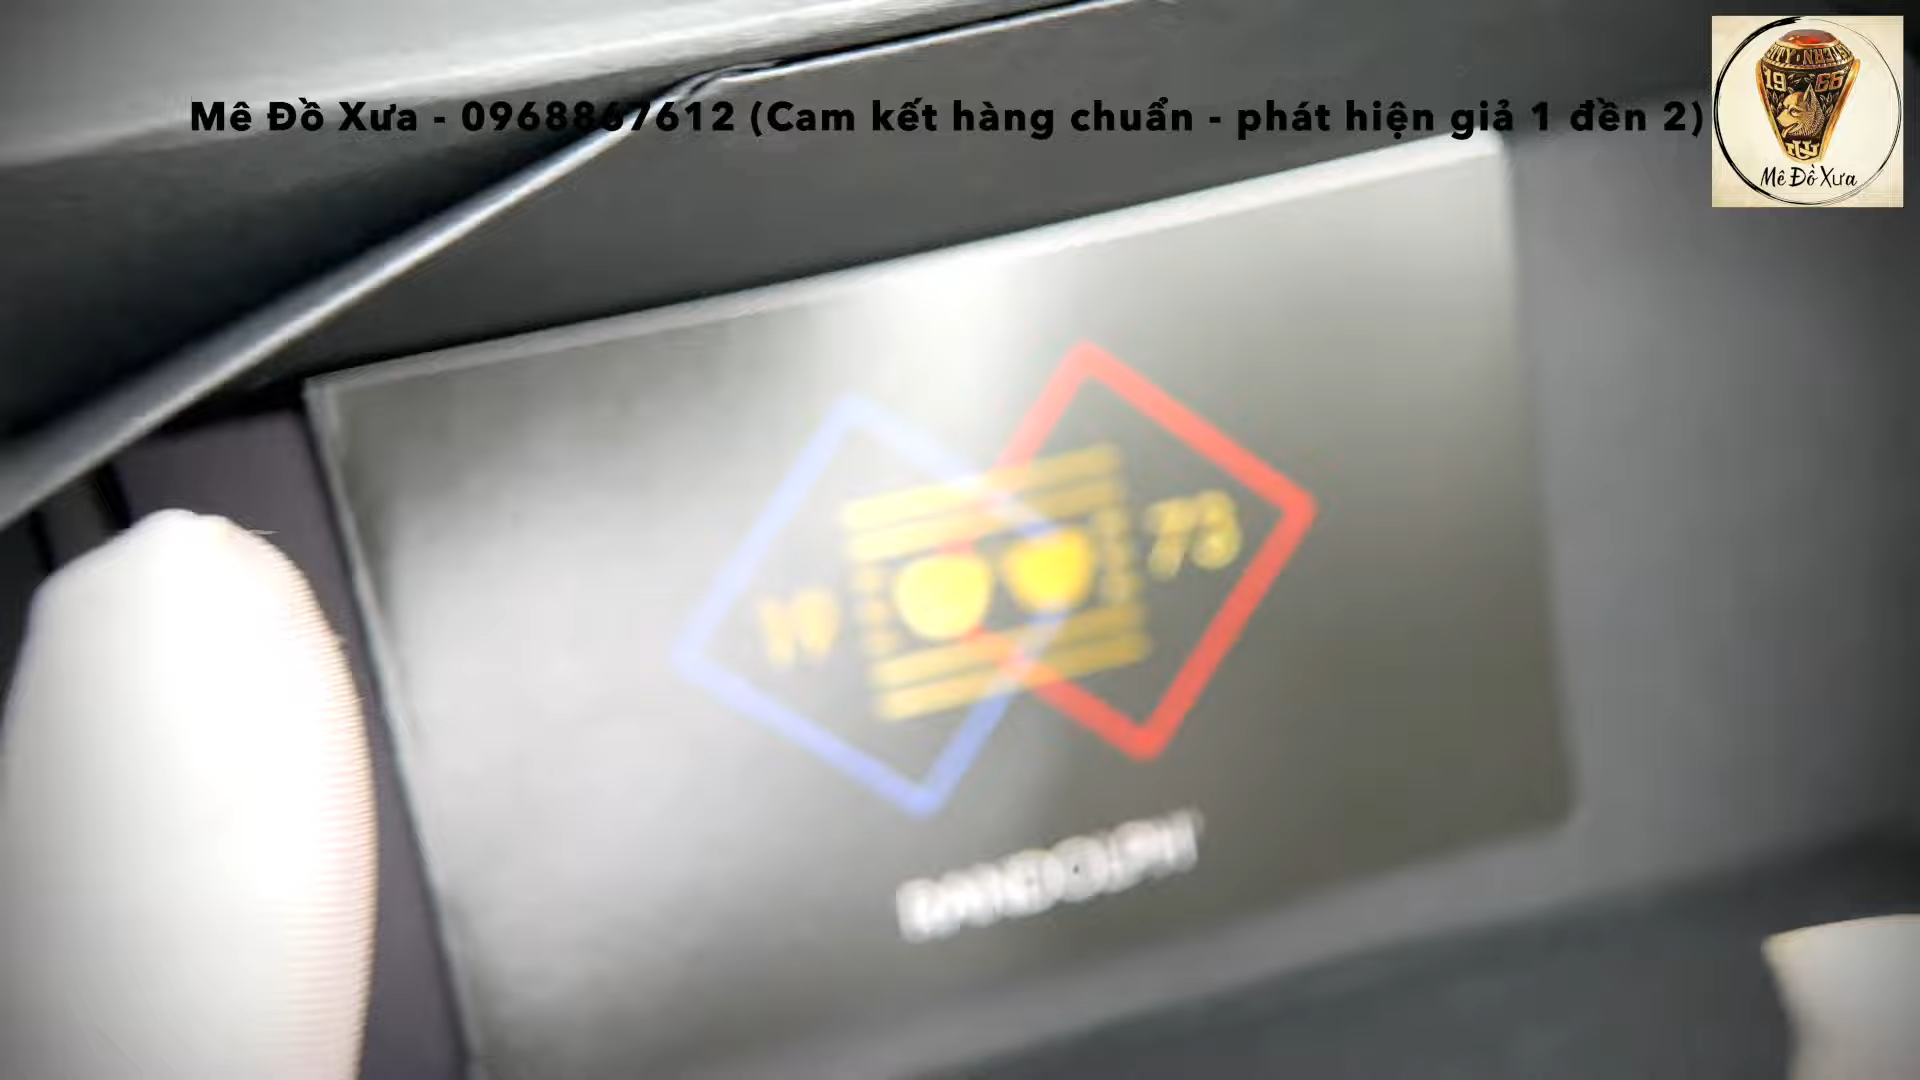 Mê Đồ Xưa - 0968867612 (Cam kết hàng chuẩn - phát hiện giả 1 đền 2)
1966
Mê Đồ Xưa
19 73
RANDOLPH